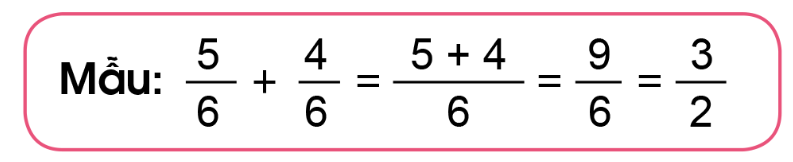 Mẫu: 5/6 + 4/6 = (5 + 4)/6 = 9/6 = 3/2